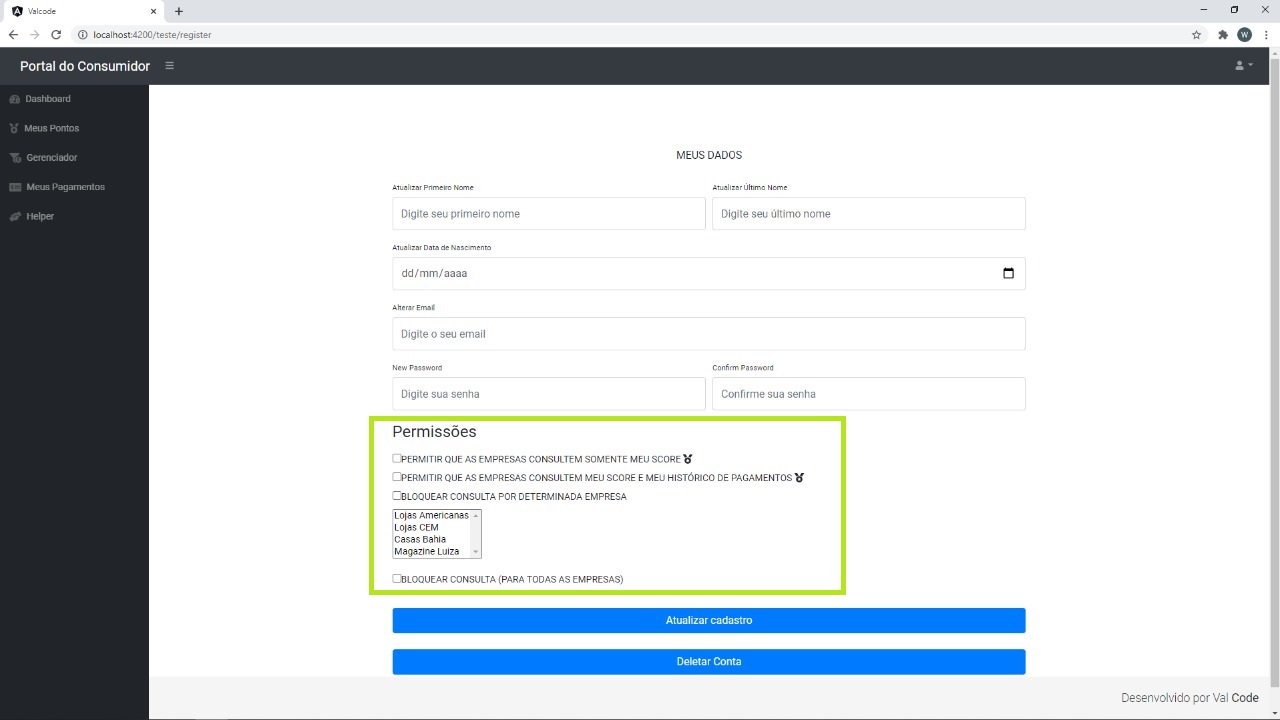 Valcode
localhost:4200/teste/register
W
Portal do Consumidor
Dashboard
Meus Pontos
Gerenciador
Meus Pagamentos
Helper
MEUS DADOS
Atualizar Primeiro Nome
Atualizar Último Nome
Digite seu primeiro nome
Digite seu último nome
Atualizar Data de Nascimento
dd/mm/aaaa
Alterar Email
Digite o seu email
New Password
Confirm Password
Digite sua senha
Confirme sua senha
Permissões
PERMITIR QUE AS EMPRESAS CONSULTEM SOMENTE MEU SCORE
PERMITIR QUE AS EMPRESAS CONSULTEM MEU SCORE E MEU HISTÓRICO DE PAGAMENTOS
BLOQUEAR CONSULTA POR DETERMINADA EMPRESA
Lojas Americanas
Lojas CEM
Casas Bahia
Magazine Luiza
BLOQUEAR CONSULTA (PARA TODAS AS EMPRESAS)
Atualizar cadastro
Deletar Conta
Desenvolvido por Val Code